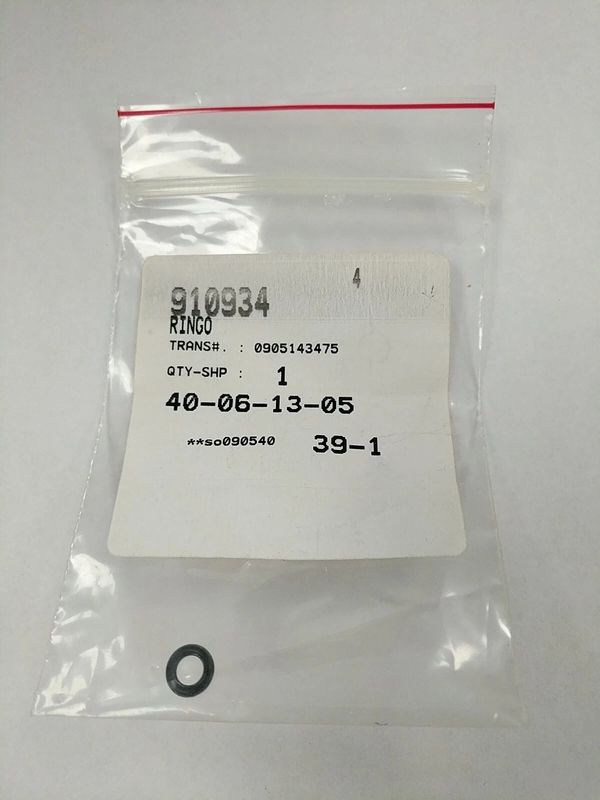 4
910934
RINGO
TRANS#. : 0905143475
QTY-SHP : 1
40-06-13-05
**so090540 39-1